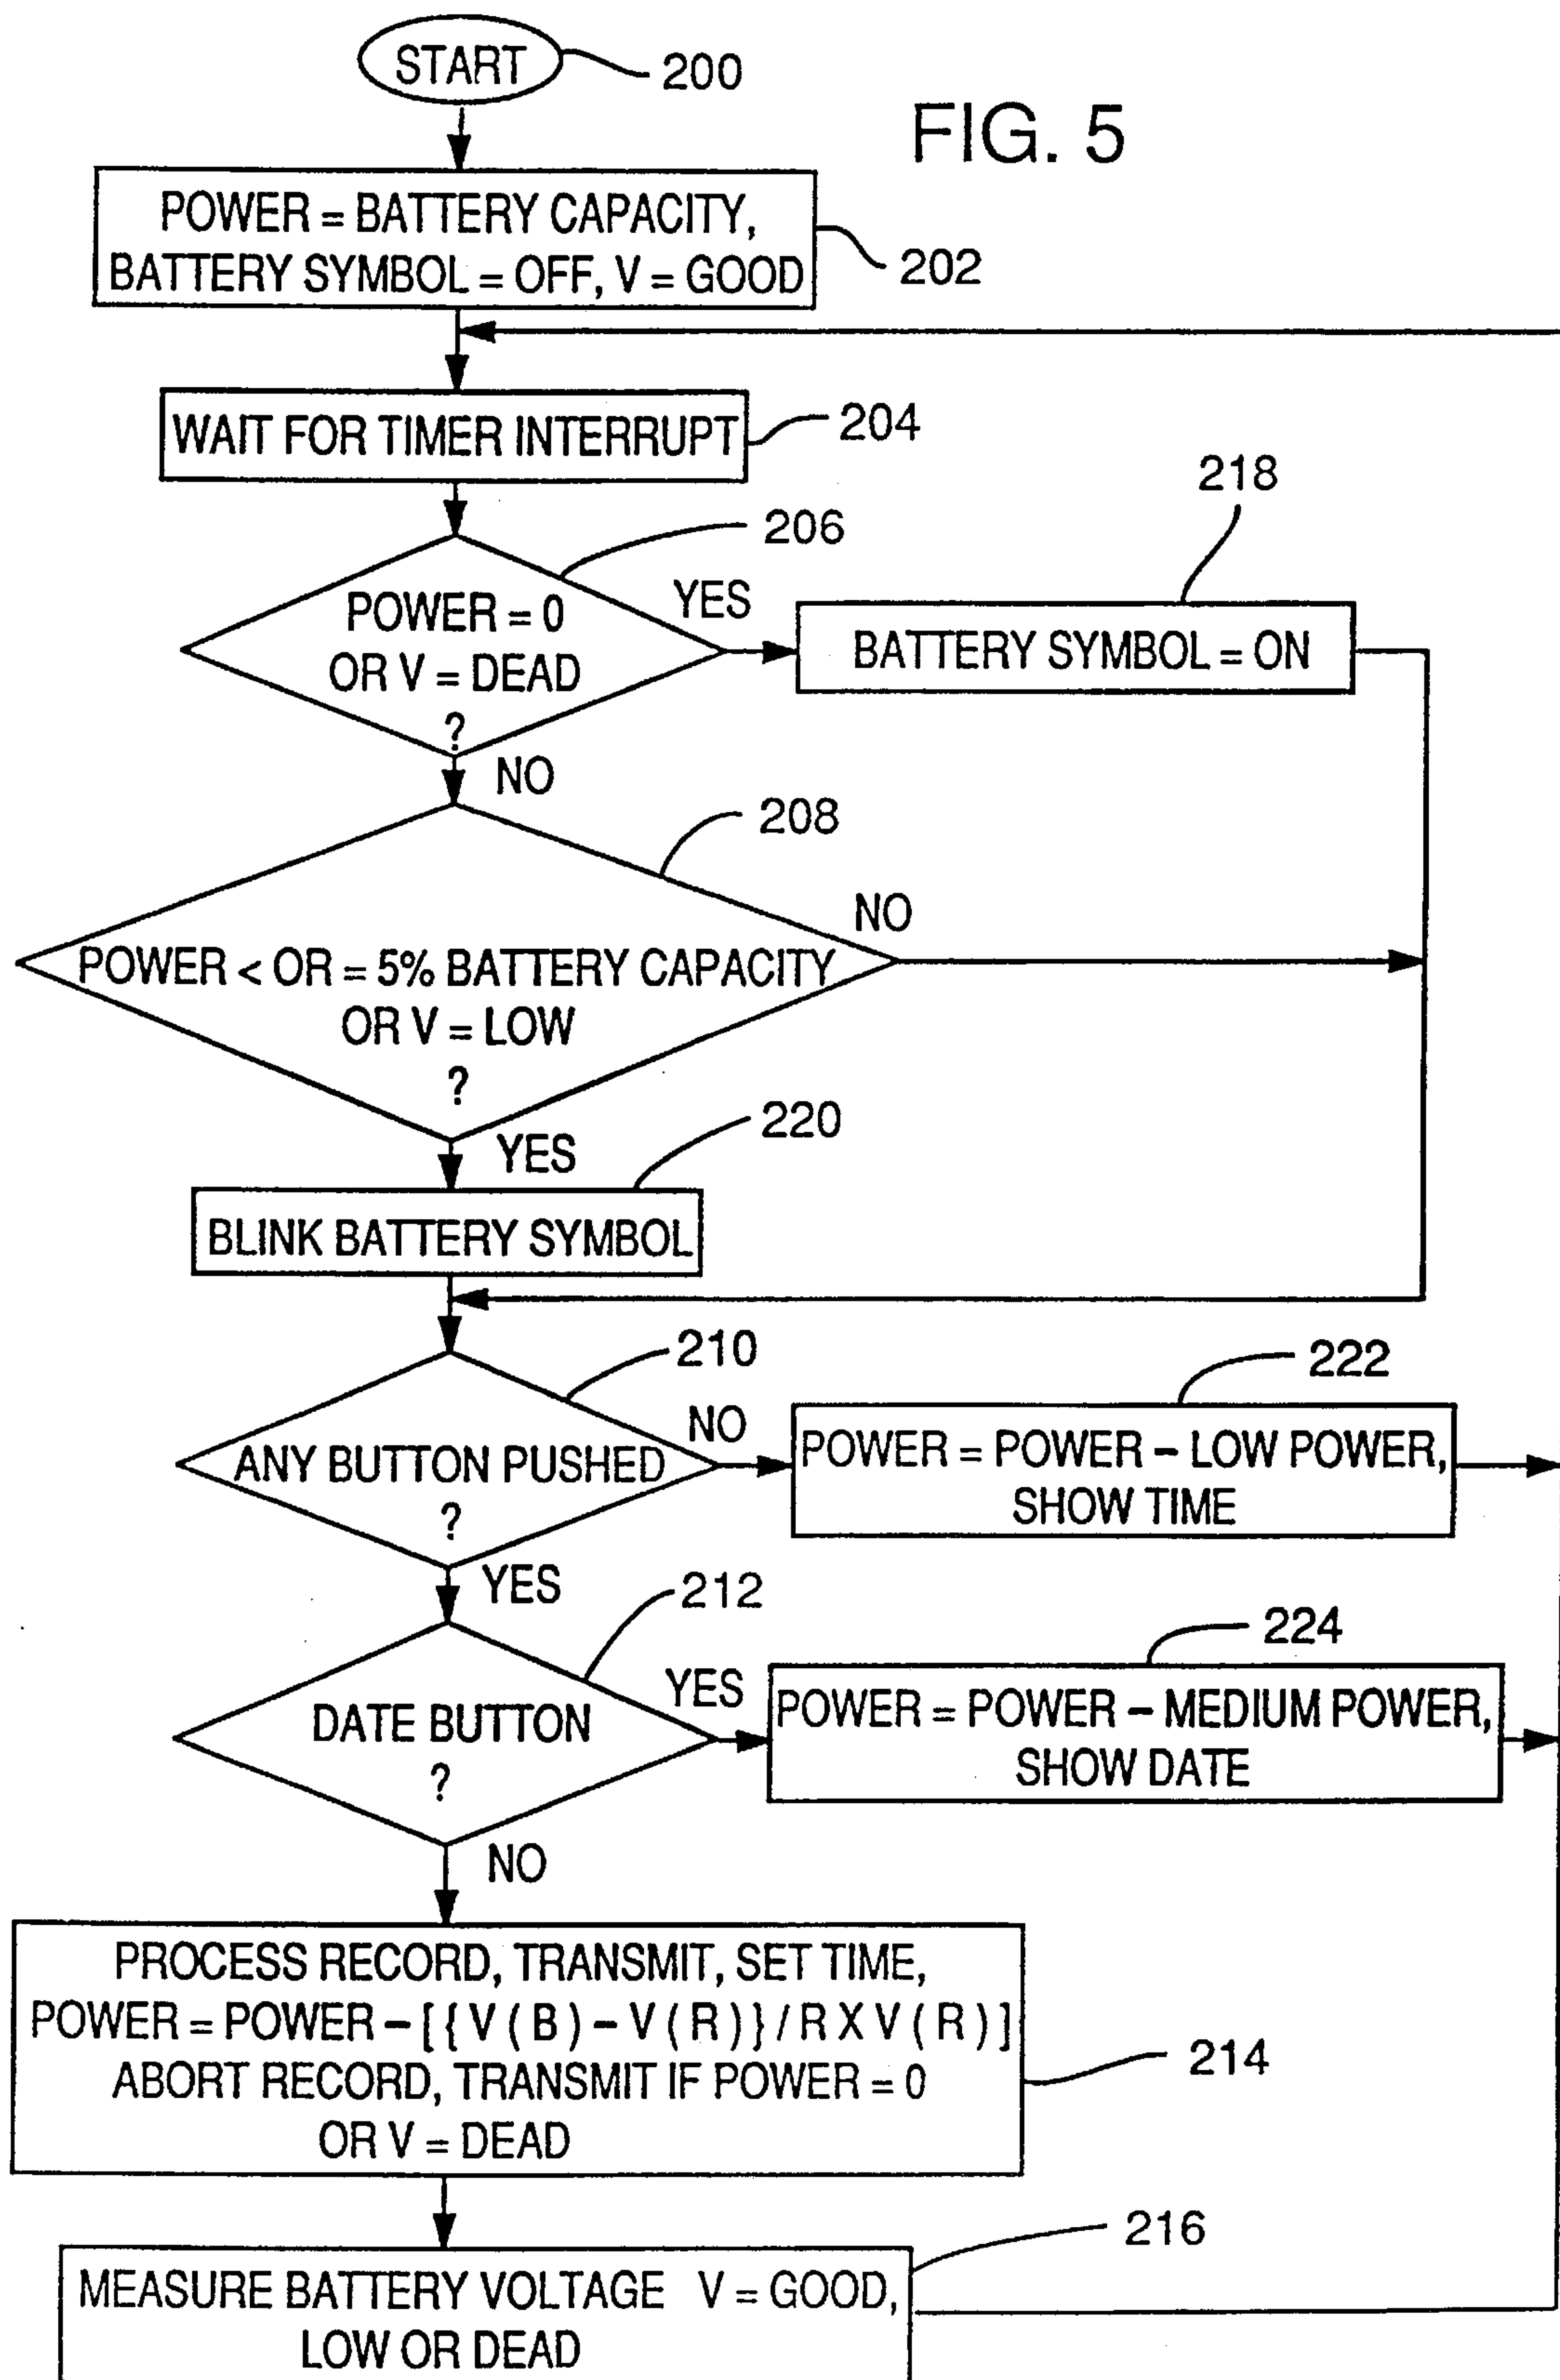 START
200
FIG. 5
POWER = BATTERY CAPACITY,
BATTERY SYMBOL = OFF, V = GOOD
202
WAIT FOR TIMER INTERRUPT
204
206
218
POWER = 0
OR V = DEAD
?
YES
BATTERY SYMBOL = ON
NO
208
NO
POWER < OR = 5% BATTERY CAPACITY
OR V = LOW
?
YES
220
BLINK BATTERY SYMBOL
210
222
ANY BUTTON PUSHED
?
NO
POWER = POWER – LOW POWER,
SHOW TIME
YES
212
224
DATE BUTTON
?
YES
POWER = POWER – MEDIUM POWER,
SHOW DATE
NO
PROCESS RECORD, TRANSMIT, SET TIME,
POWER = POWER – [ { V ( B ) – V ( R ) } / R X V ( R ) ]
ABORT RECORD, TRANSMIT IF POWER = 0
OR V = DEAD
214
216
MEASURE BATTERY VOLTAGE V = GOOD,
LOW OR DEAD